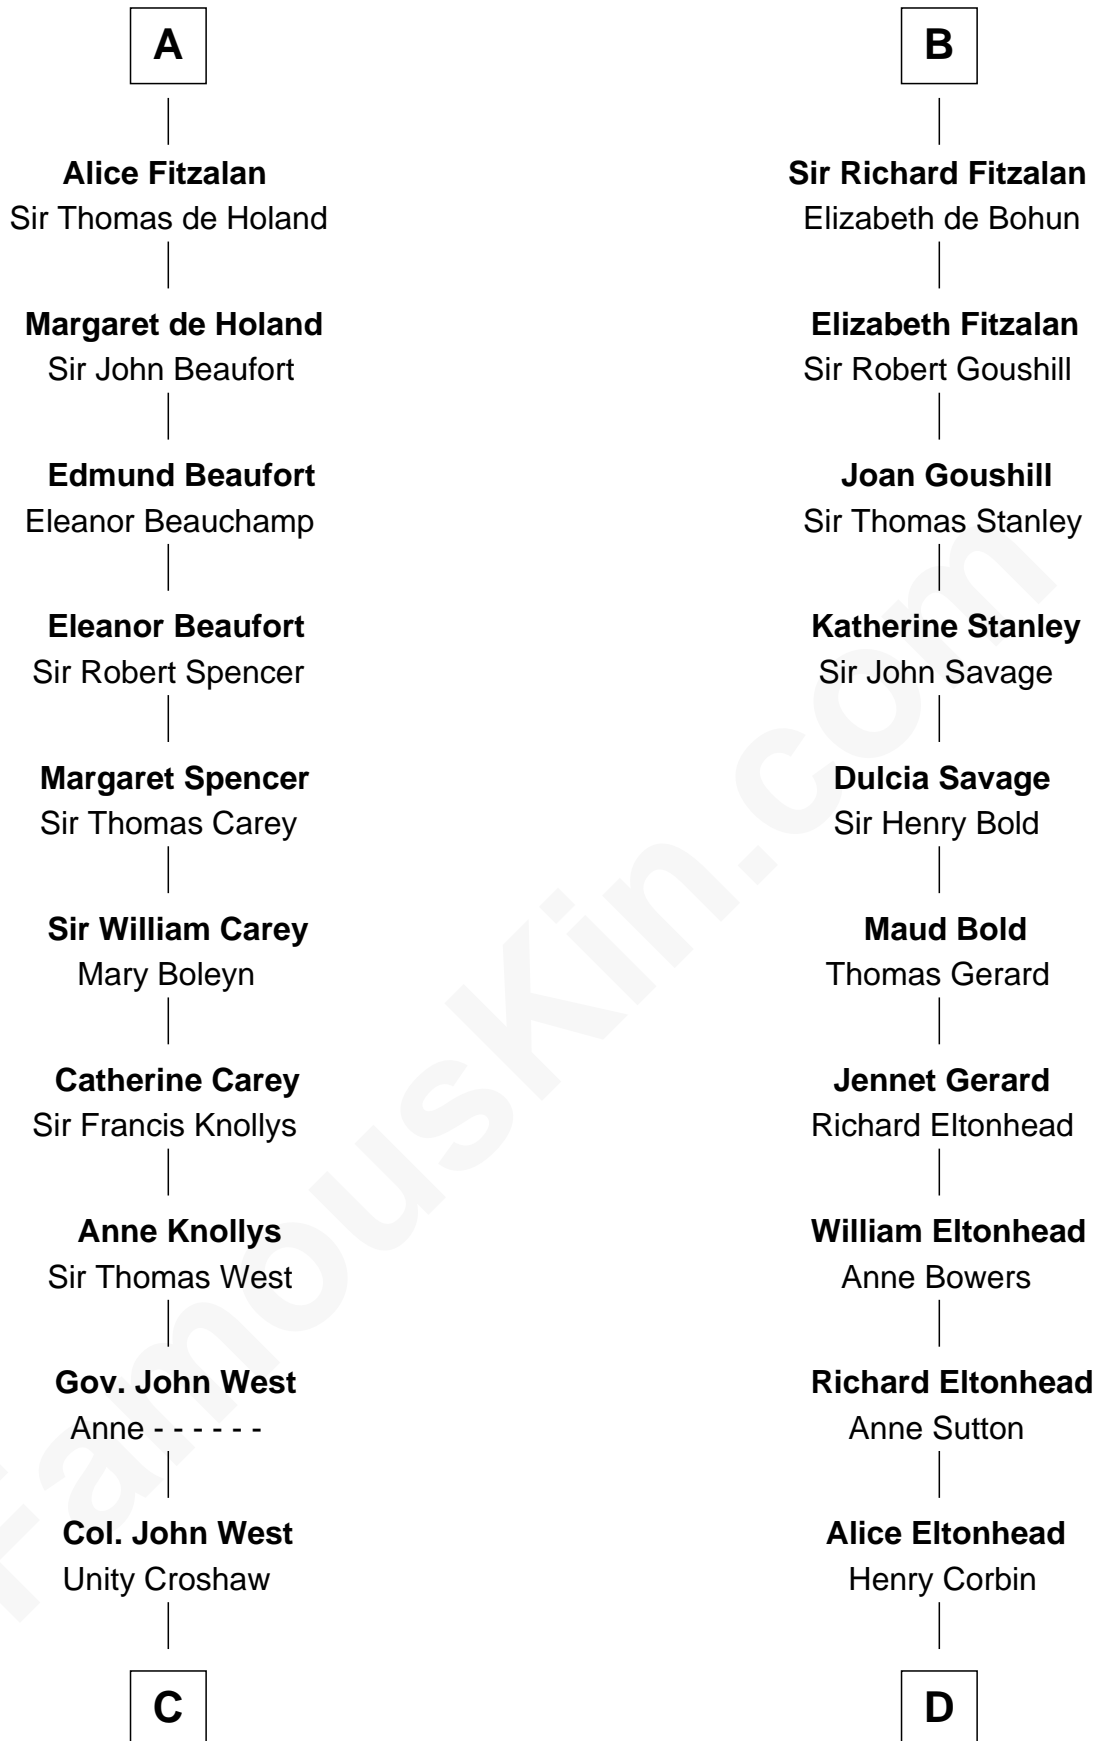 A
Alice Fitzalan
Sir Thomas de Holand
Margaret de Holand
Sir John Beaufort
Edmund Beaufort
Eleanor Beauchamp
Eleanor Beaufort
Sir Robert Spencer
Margaret Spencer
Sir Thomas Carey
Sir William Carey
Mary Boleyn
Catherine Carey
Sir Francis Knollys
Anne Knollys
Sir Thomas West
Gov. John West
Anne - - - - - -
Col. John West
Unity Croshaw
C
B
Sir Richard Fitzalan
Elizabeth de Bohun
Elizabeth Fitzalan
Sir Robert Goushill
Joan Goushill
Sir Thomas Stanley
Katherine Stanley
Sir John Savage
Dulcia Savage
Sir Henry Bold
Maud Bold
Thomas Gerard
Jennet Gerard
Richard Eltonhead
William Eltonhead
Anne Bowers
Richard Eltonhead
Anne Sutton
Alice Eltonhead
Henry Corbin
D
FamousKin.com